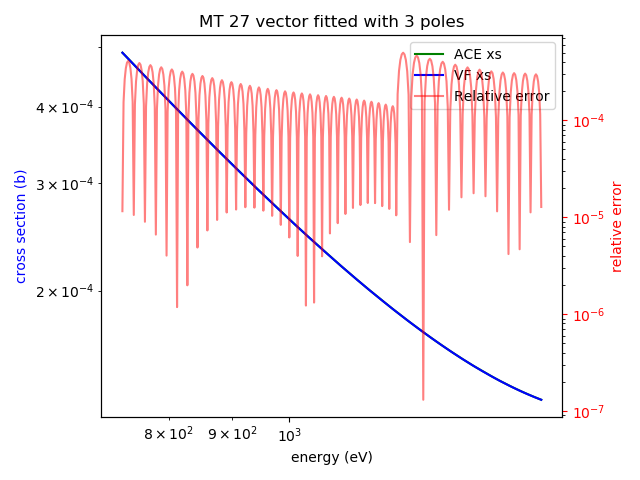 MT 27 vector fitted with 3 poles
ACE xs
VF xs
Relative error
4 × 10⁻⁴
3 × 10⁻⁴
2 × 10⁻⁴
cross section (b)
10⁻⁴
10⁻⁵
10⁻⁶
10⁻⁷
relative error
8 × 10² 9 × 10² 10³
energy (eV)